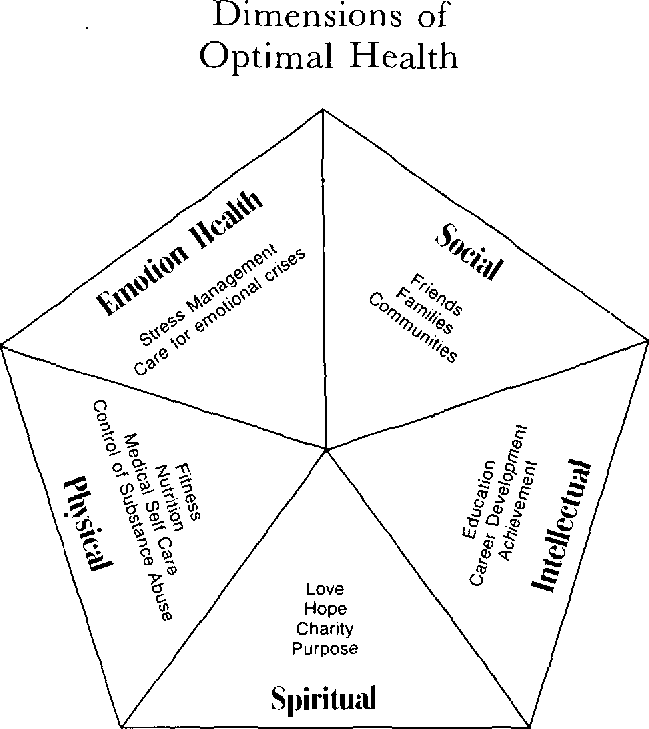 Dimensions of
Optimal Health
Emotion Health
Stress Management
Care for emotional crises
Social
Friends
Families
Communities
Intellectual
Education
Career Development
Achievement
Spiritual
Love
Hope
Charity
Purpose
Physical
Fitness
Nutrition
Medical Self Care
Control of Substance Abuse